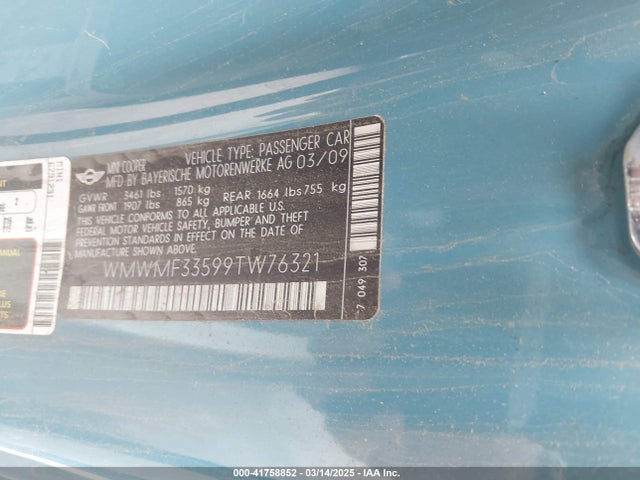 MINI COOPER
VEHICLE TYPE: PASSENGER CAR
MFD BY BAYERISCHE MOTORENWERKE AG 03/09
GVWR 3461 lbs 1570 kg
GAWR FRONT 1907 lbs 865 kg REAR 1664 lbs 755 kg
THIS VEHICLE CONFORMS TO ALL APPLICABLE U.S.
FEDERAL MOTOR VEHICLE SAFETY, BUMPER AND THEFT
PREVENTION STANDARDS IN EFFECT ON THE DATE OF
MANUFACTURE SHOWN ABOVE.
WMWMF33599TW76321
7 049 307
MANUAL
000-41758852 - 03/14/2025 - IAA Inc.